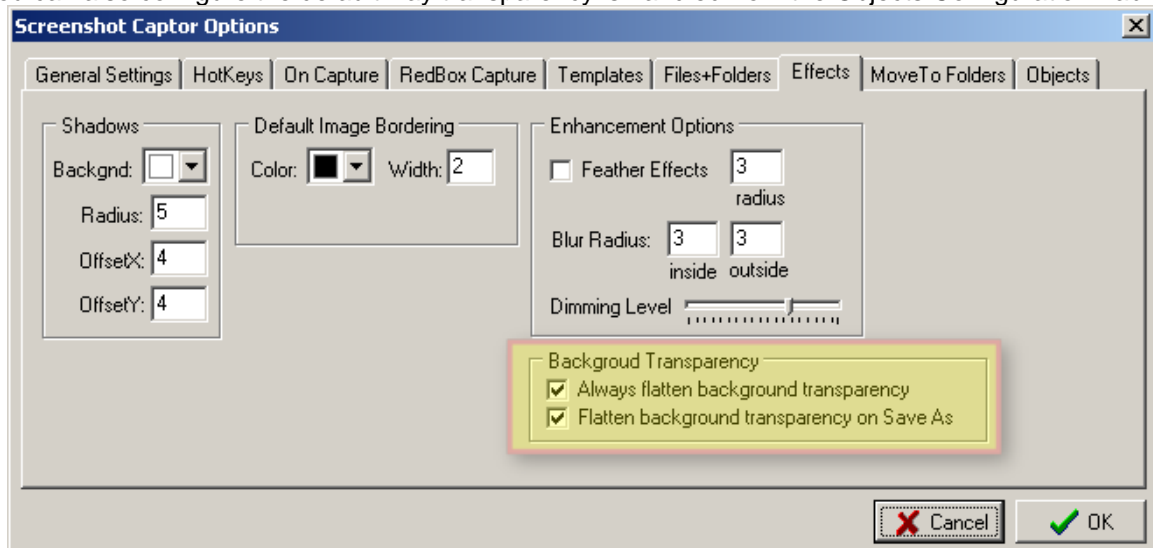 Screenshot Captor Options
General Settings HotKeys On Capture RedBox Capture Templates Files+Folders Effects MoveTo Folders Objects
Shadows
Backgnd:
Radius: 5
OffsetX: 4
OffsetY: 4
Default Image Bordering
Color: Width: 2
Enhancement Options
Feather Effects 3
radius
Blur Radius: 3 3
inside outside
Dimming Level
Backgroud Transparency
Always flatten background transparency
Flatten background transparency on Save As
Cancel OK